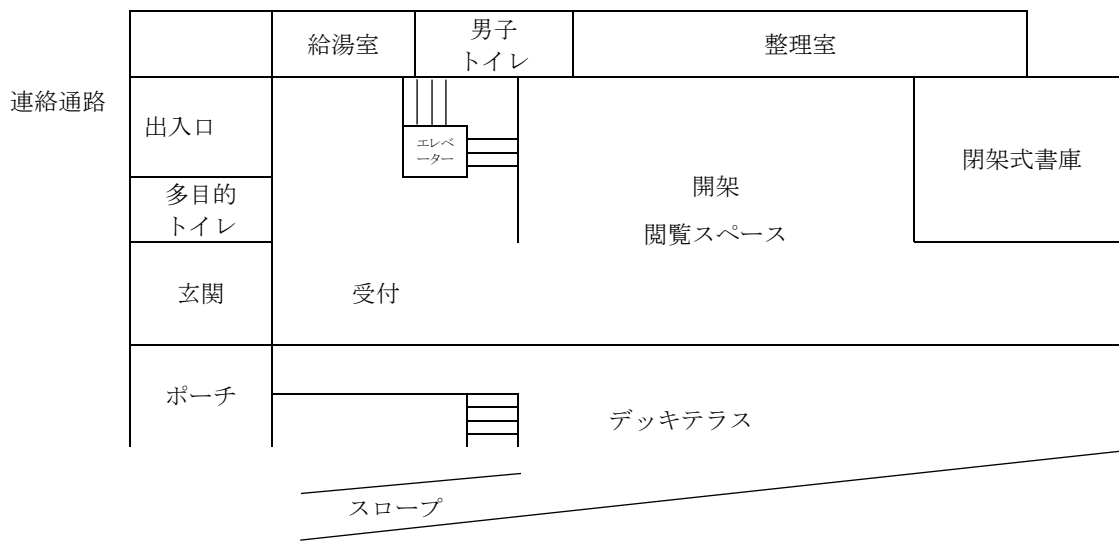 給湯室
男子
トイレ
整理室
連絡通路
出入口
エレベ
ーター
閉架式書庫
多目的
トイレ
開架
閲覧スペース
玄関
受付
ポーチ
デッキテラス
スロープ